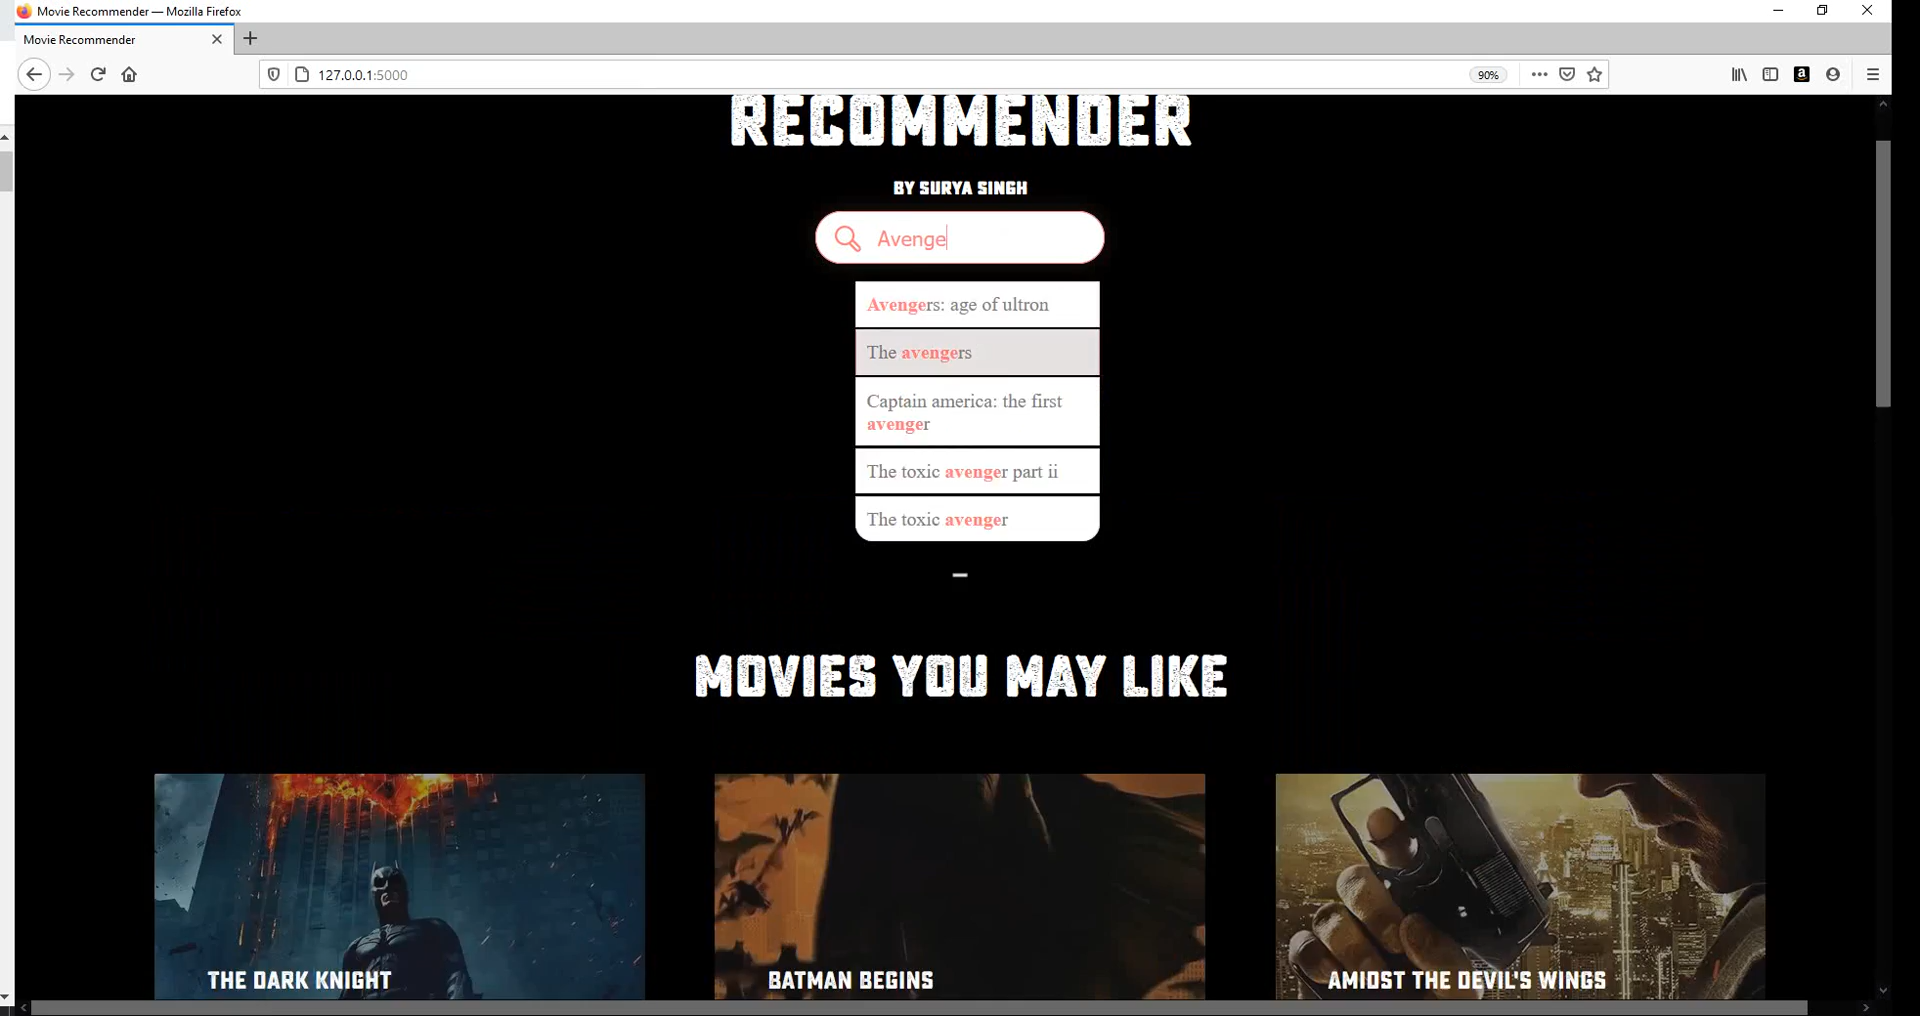 Movie Recommender — Mozilla Firefox
Movie Recommender
127.0.0.1:5000
90%
RECOMMENDER
BY SURYA SINGH
Avenge
Avengers: age of ultron
The avengers
Captain america: the first
avenger
The toxic avenger part ii
The toxic avenger
MOVIES YOU MAY LIKE
THE DARK KNIGHT
BATMAN BEGINS
AMIDST THE DEVIL'S WINGS